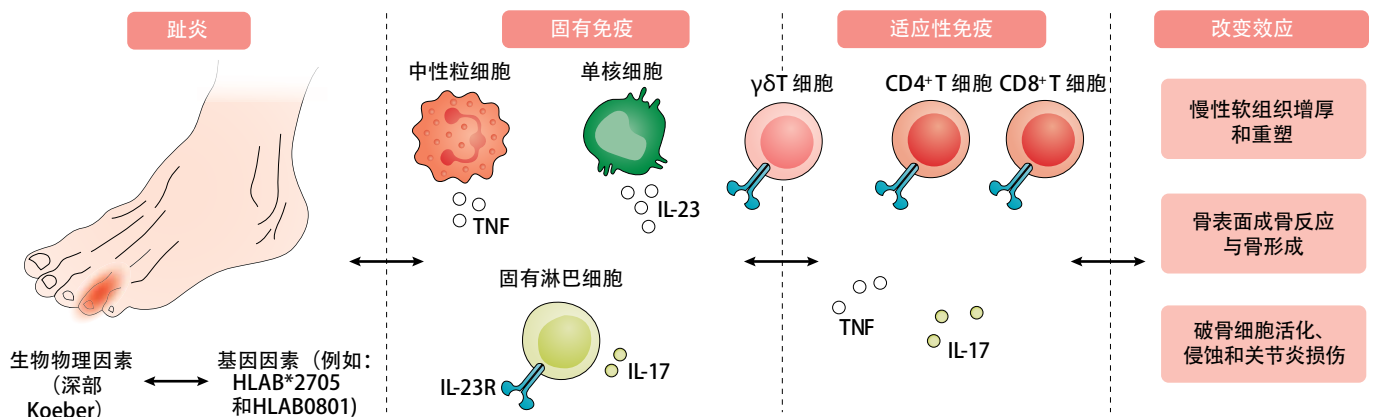 趾炎
固有免疫
适应性免疫
改变效应
中性粒细胞
单核细胞
TNF
IL-23
固有淋巴细胞
IL-17
IL-23R
γδT 细胞
CD4⁺ T 细胞
CD8⁺ T 细胞
TNF
IL-17
慢性软组织增厚
和重塑
骨表面成骨反应
与骨形成
破骨细胞活化、
侵蚀和关节炎损伤
生物物理因素
（深部
Koeber）
基因因素（例如：
HLAB*2705
和HLAB0801)